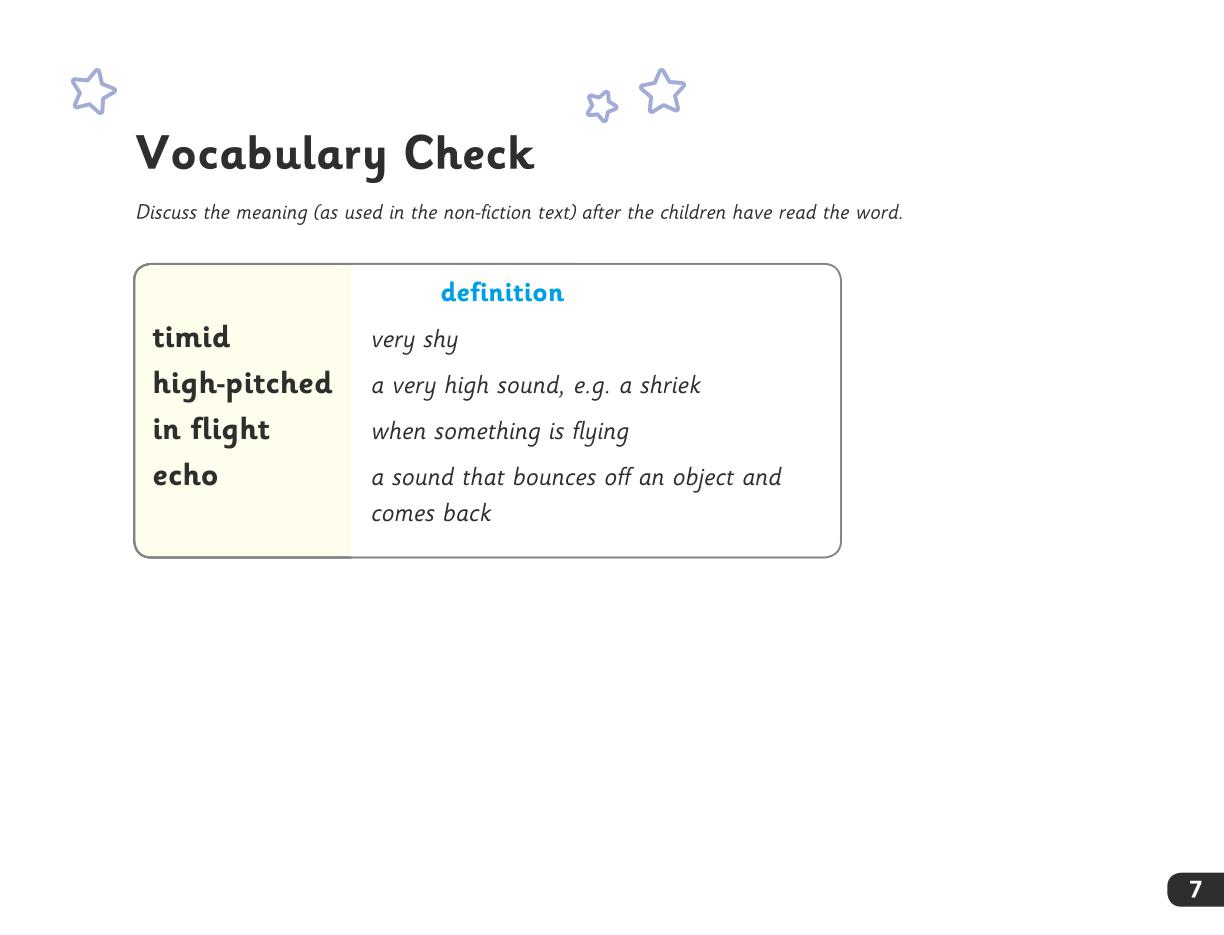 Vocabulary Check
Discuss the meaning (as used in the non-fiction text) after the children have read the word.
definition
timid very shy
high-pitched a very high sound, e.g. a shriek
in flight when something is flying
echo a sound that bounces off an object and
comes back
7